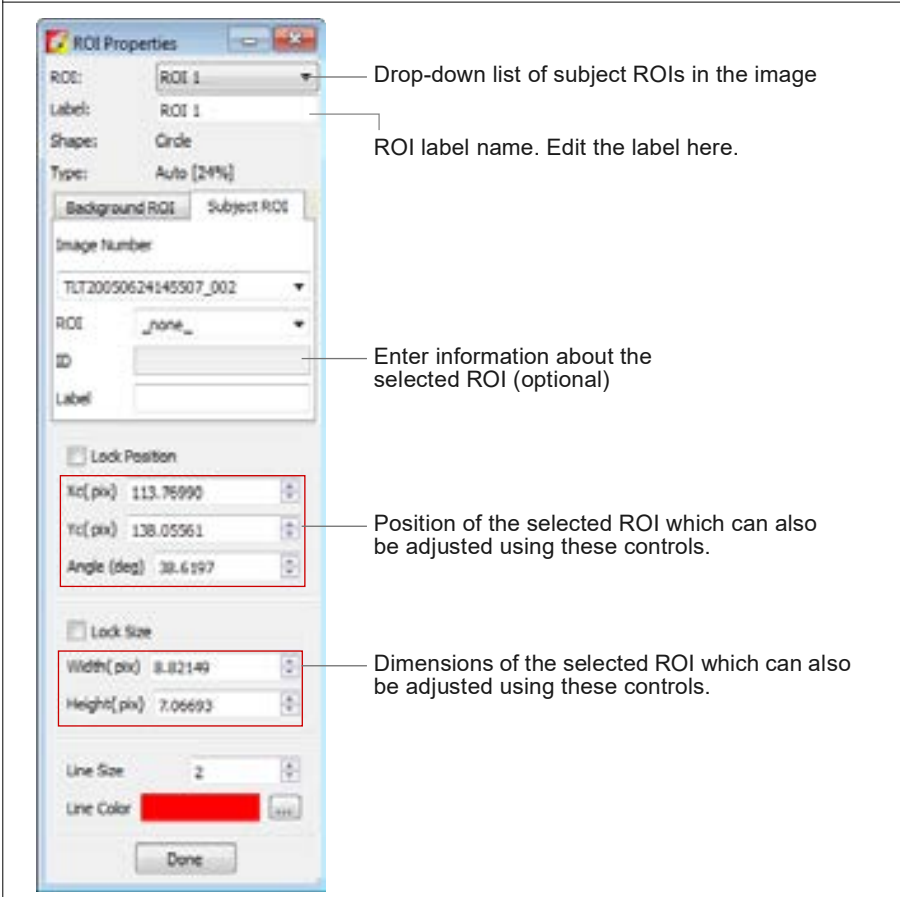 ROI Properties
ROI: ROI 1
Drop-down list of subject ROIs in the image
Label: ROI 1
ROI label name. Edit the label here.
Shape: Circle
Type: Auto [24%]
Background ROI Subject ROI
Image Number
TLT20050624145507_002
ROI _none_
ID
Enter information about the
selected ROI (optional)
Label
Lock Position
Xc(pix) 113.76990
Yc(pix) 138.05561
Position of the selected ROI which can also
be adjusted using these controls.
Angle (deg) 38.6197
Lock Size
Width(pix) 8.82149
Dimensions of the selected ROI which can also
be adjusted using these controls.
Height(pix) 7.06693
Line Size 2
Line Color ...
Done